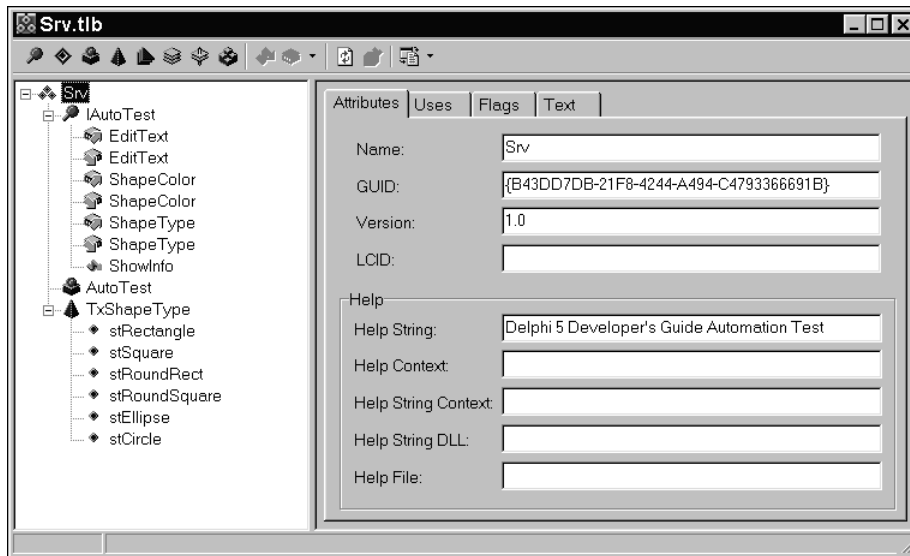 Srv.tlb
Srv
IAutoTest
EditText
EditText
ShapeColor
ShapeColor
ShapeType
ShapeType
ShowInfo
AutoTest
TxShapeType
stRectangle
stSquare
stRoundRect
stRoundSquare
stEllipse
stCircle
Attributes Uses Flags Text
Name: Srv
GUID: {B43DD7DB-21F8-4244-A494-C4793366691B}
Version: 1.0
LCID:
Help
Help String: Delphi 5 Developer's Guide Automation Test
Help Context:
Help String Context:
Help String DLL:
Help File: